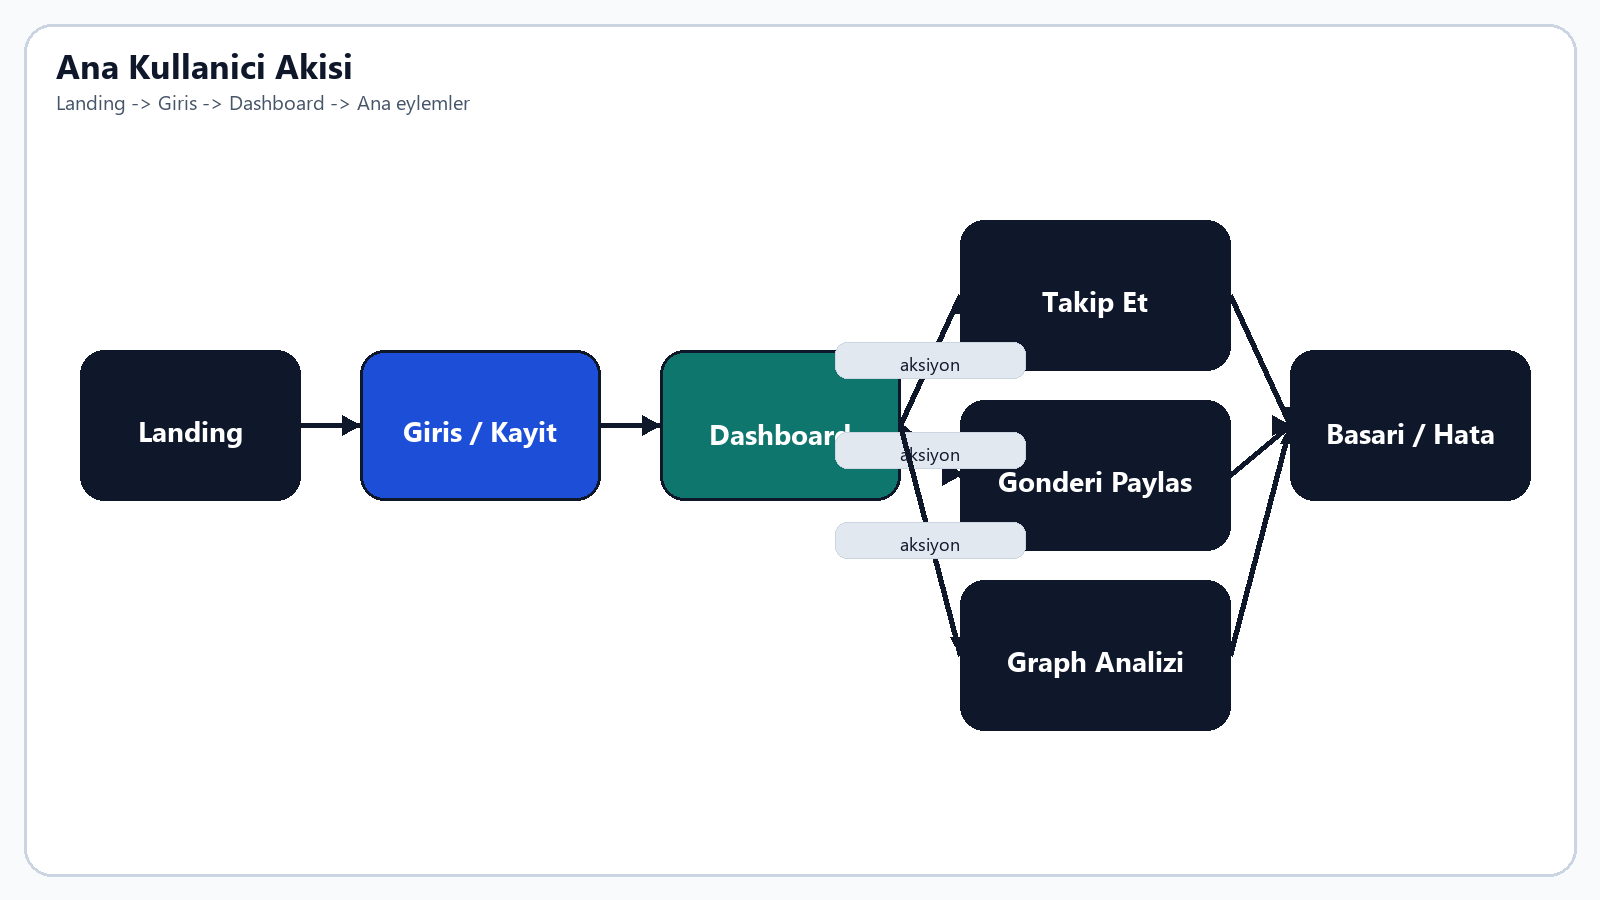 Ana Kullanici Akisi
Landing -> Giris -> Dashboard -> Ana eylemler
Landing
Giris / Kayit
Dashboard
aksiyon
aksiyon
aksiyon
Takip Et
Gonderi Paylas
Graph Analizi
Basari / Hata